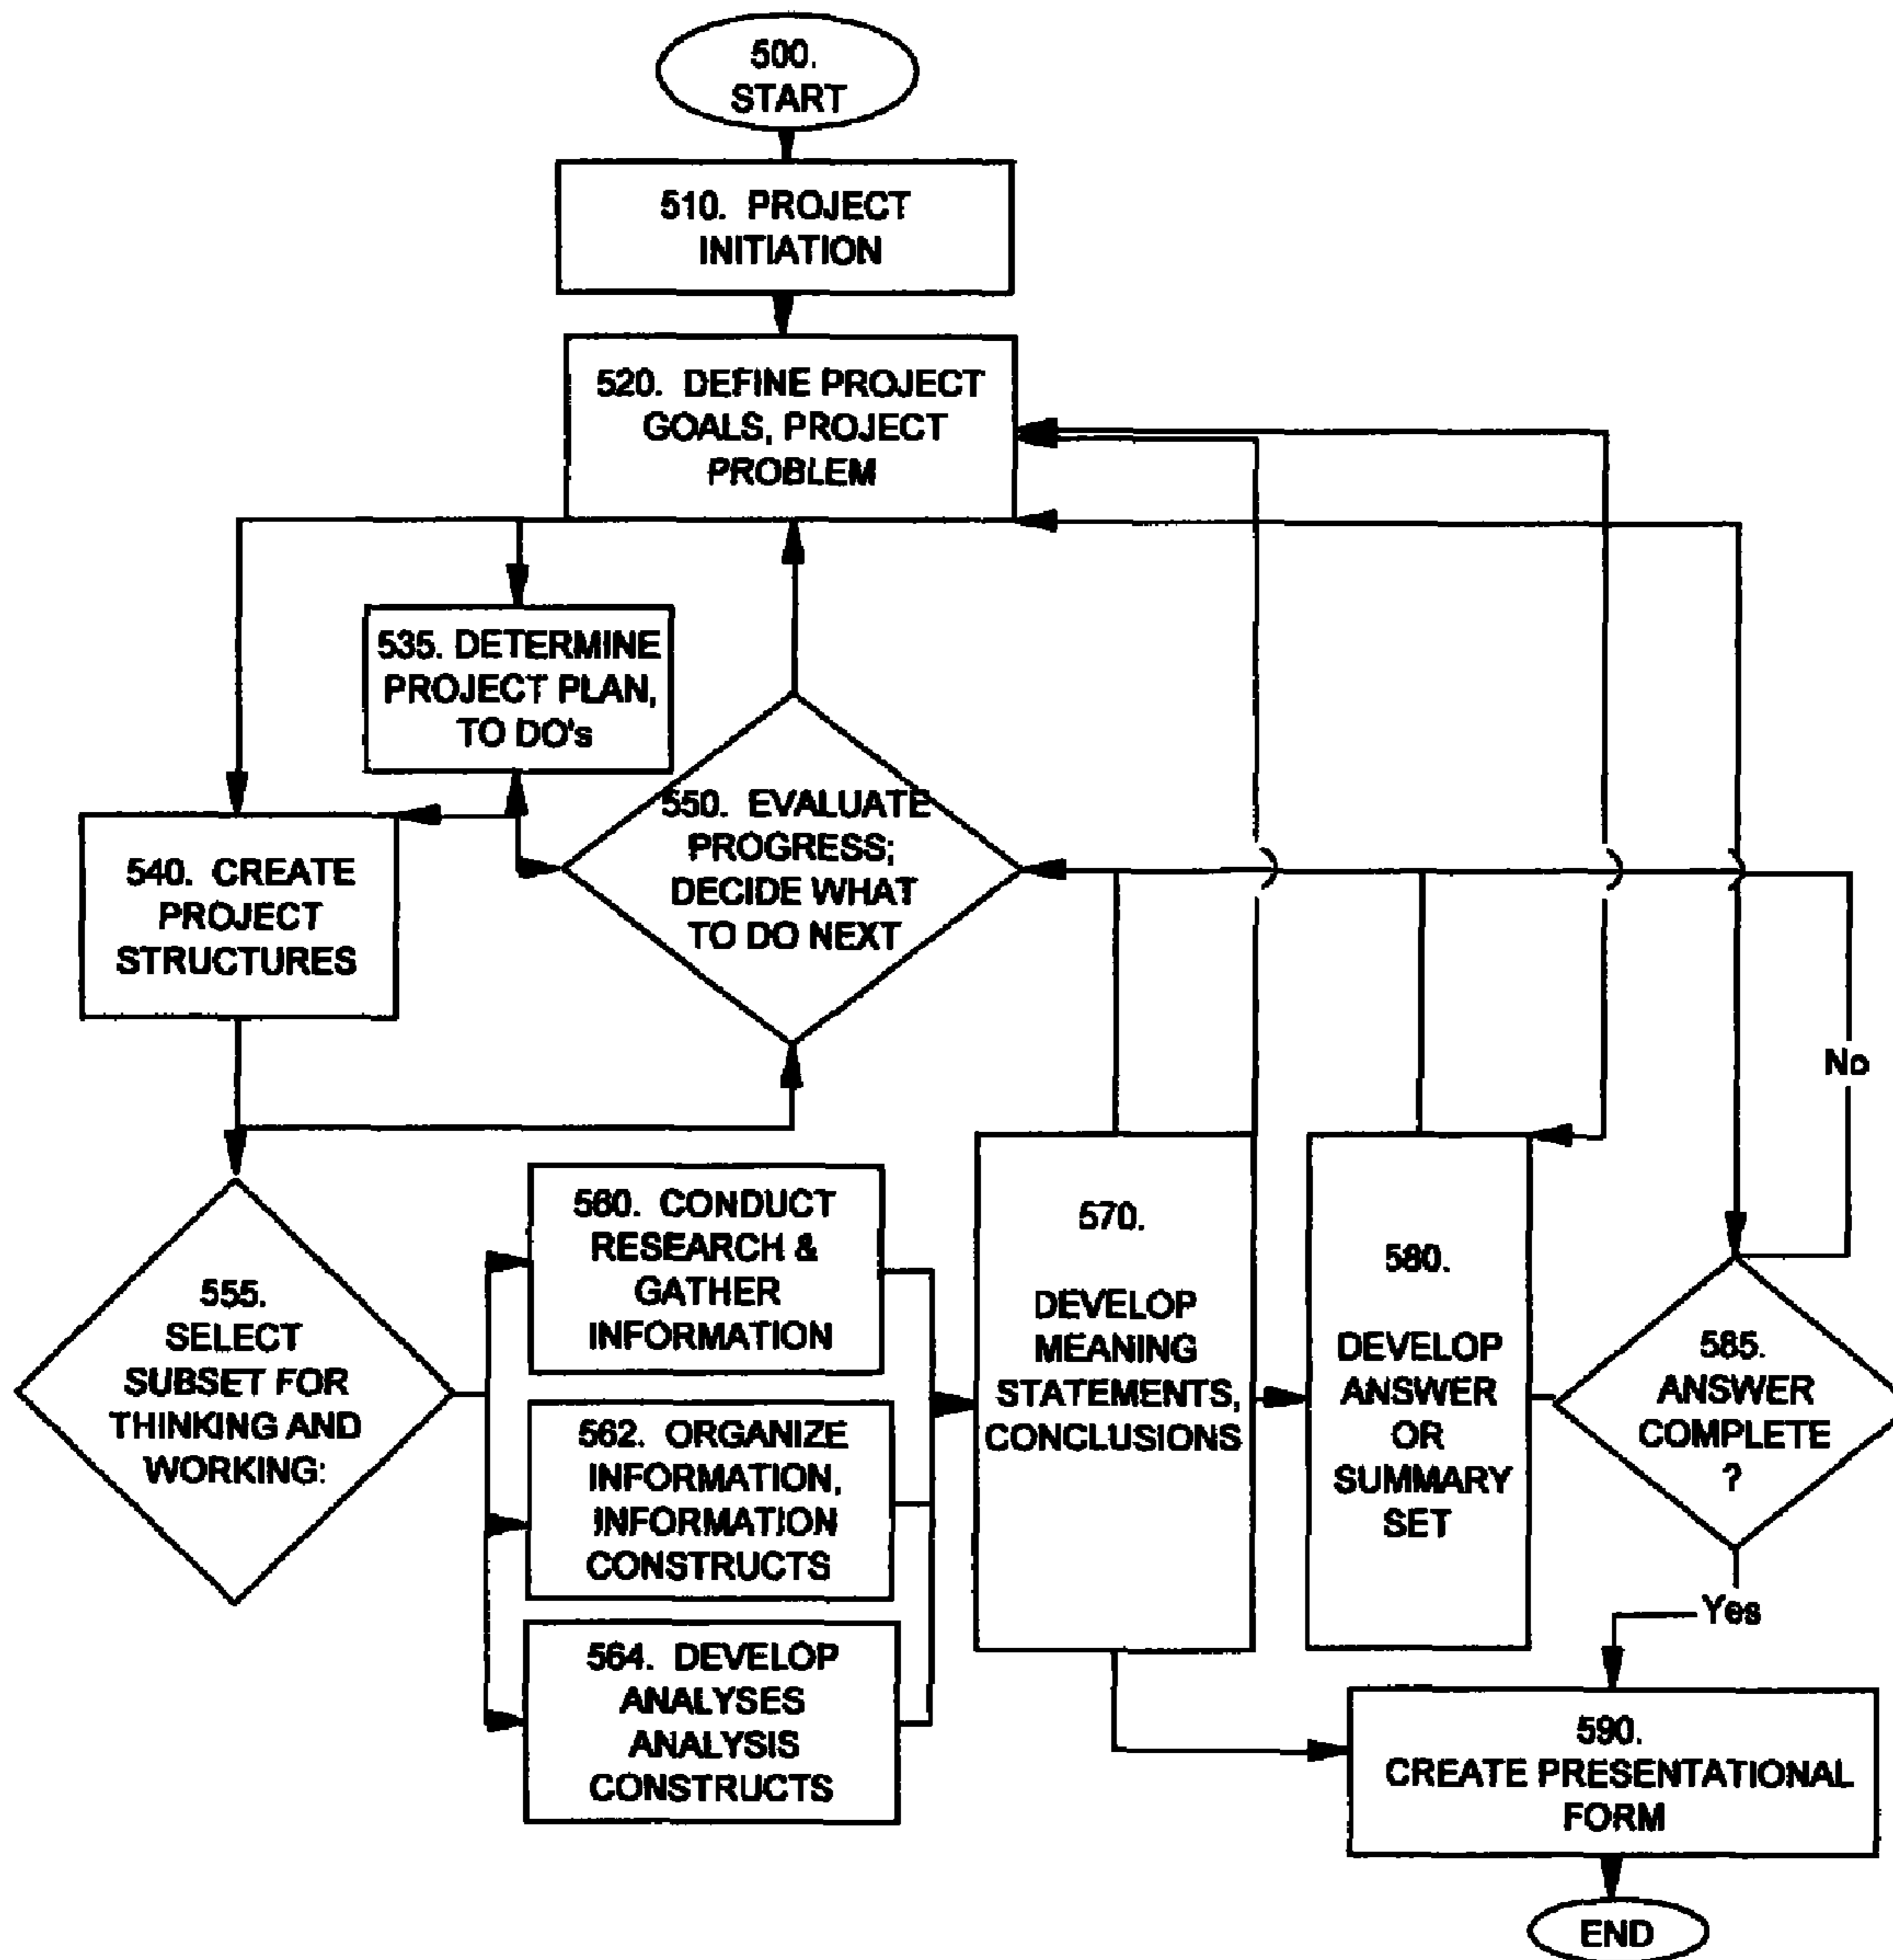 500.
START
510. PROJECT
INITIATION
520. DEFINE PROJECT
GOALS, PROJECT
PROBLEM
535. DETERMINE
PROJECT PLAN,
TO DO's
550. EVALUATE
PROGRESS;
DECIDE WHAT
TO DO NEXT
540. CREATE
PROJECT
STRUCTURES
No
555.
SELECT
SUBSET FOR
THINKING AND
WORKING:
560. CONDUCT
RESEARCH &
GATHER
INFORMATION
562. ORGANIZE
INFORMATION,
INFORMATION
CONSTRUCTS
564. DEVELOP
ANALYSES
ANALYSIS
CONSTRUCTS
570.
DEVELOP
MEANING
STATEMENTS,
CONCLUSIONS
580.
DEVELOP
ANSWER
OR
SUMMARY
SET
585.
ANSWER
COMPLETE
?
Yes
590.
CREATE PRESENTATIONAL
FORM
END